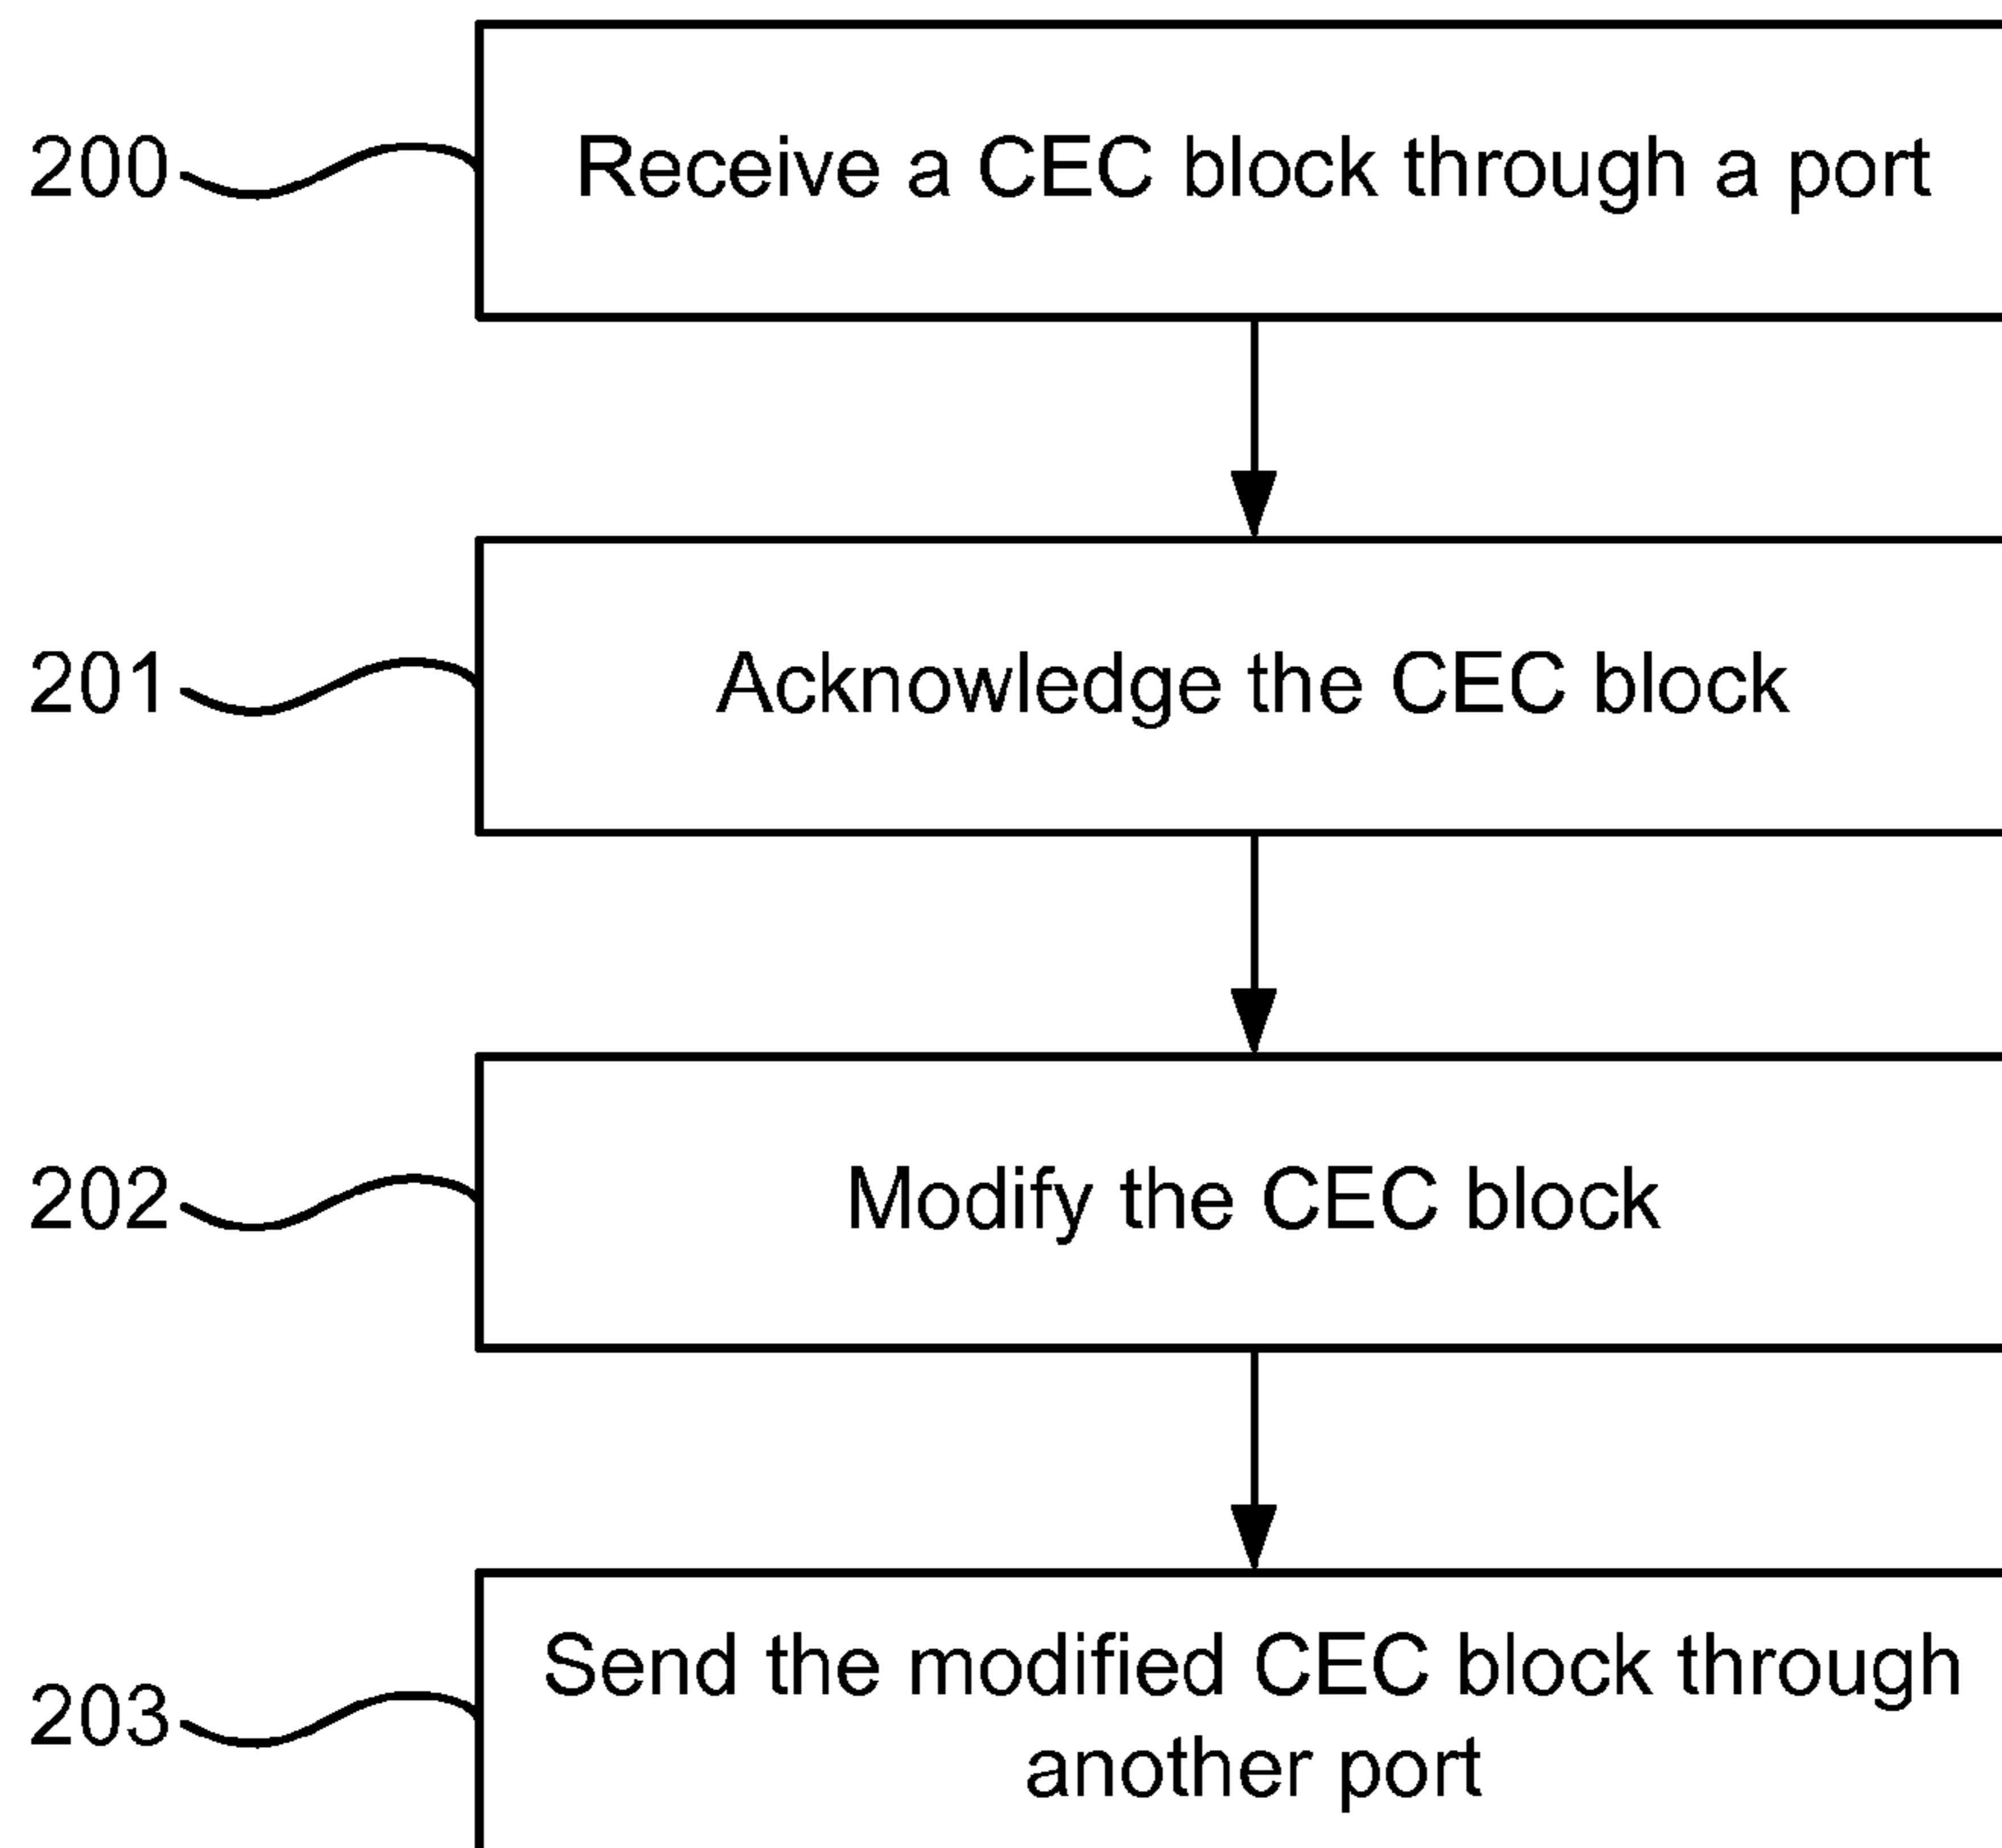 200
Receive a CEC block through a port
201
Acknowledge the CEC block
202
Modify the CEC block
203
Send the modified CEC block through
another port